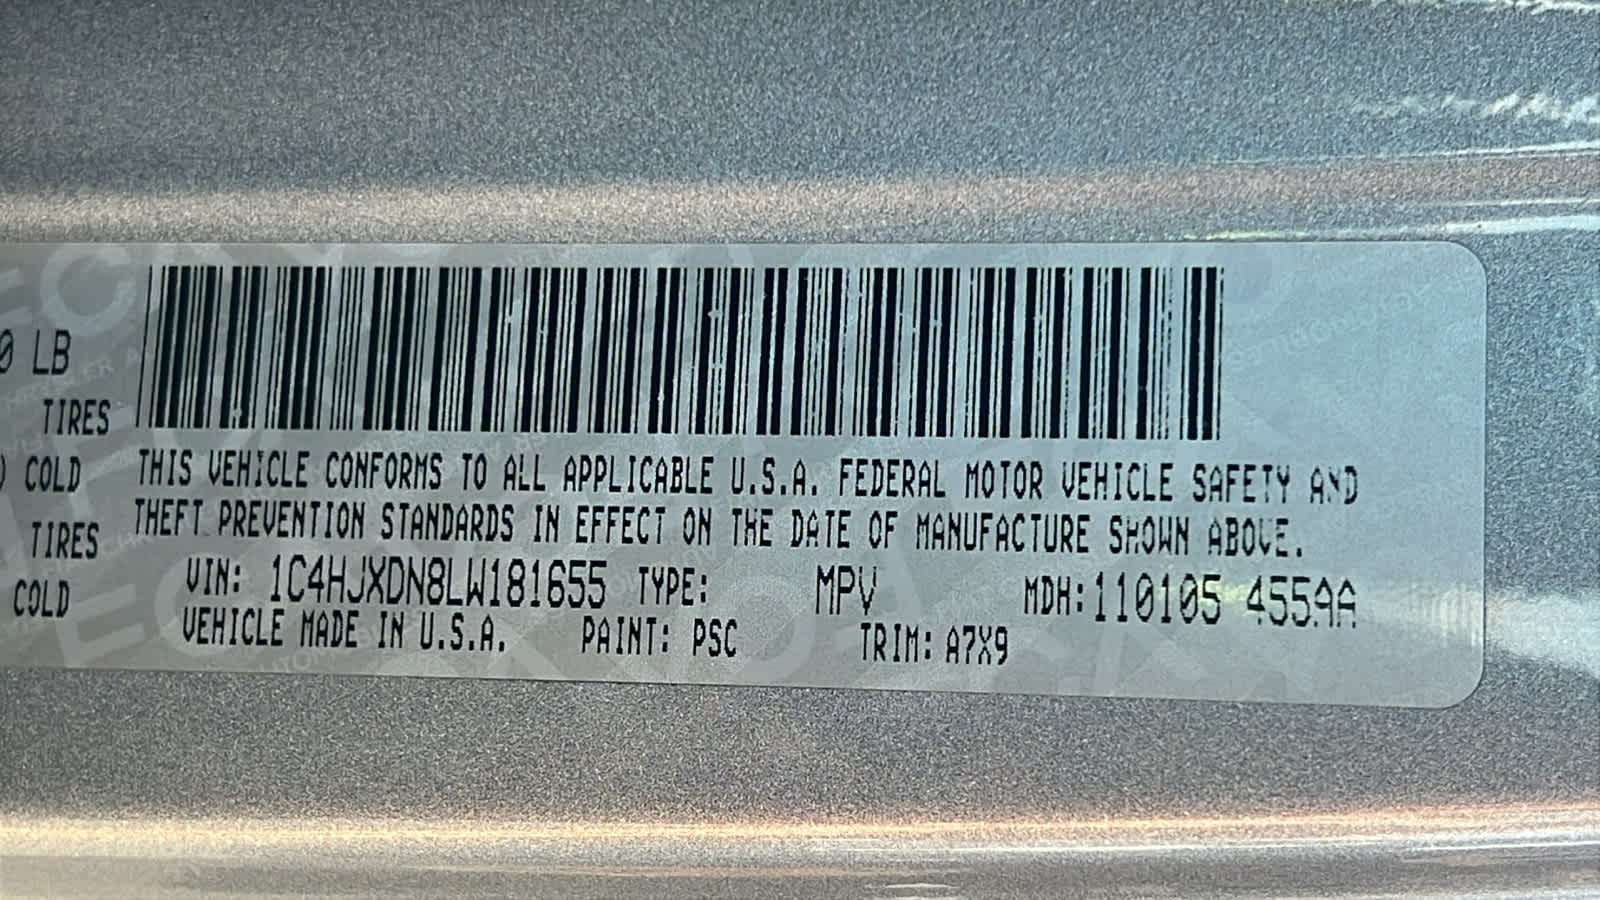 0 LB
TIRES
) COLD
TIRES
COLD
THIS VEHICLE CONFORMS TO ALL APPLICABLE U.S.A. FEDERAL MOTOR VEHICLE SAFETY AND
THEFT PREVENTION STANDARDS IN EFFECT ON THE DATE OF MANUFACTURE SHOWN ABOVE.
VIN: 1C4HJXDN8LW181655 TYPE: MPV MDH:110105 4559AA
VEHICLE MADE IN U.S.A. PAINT: PSC TRIM: A7X9